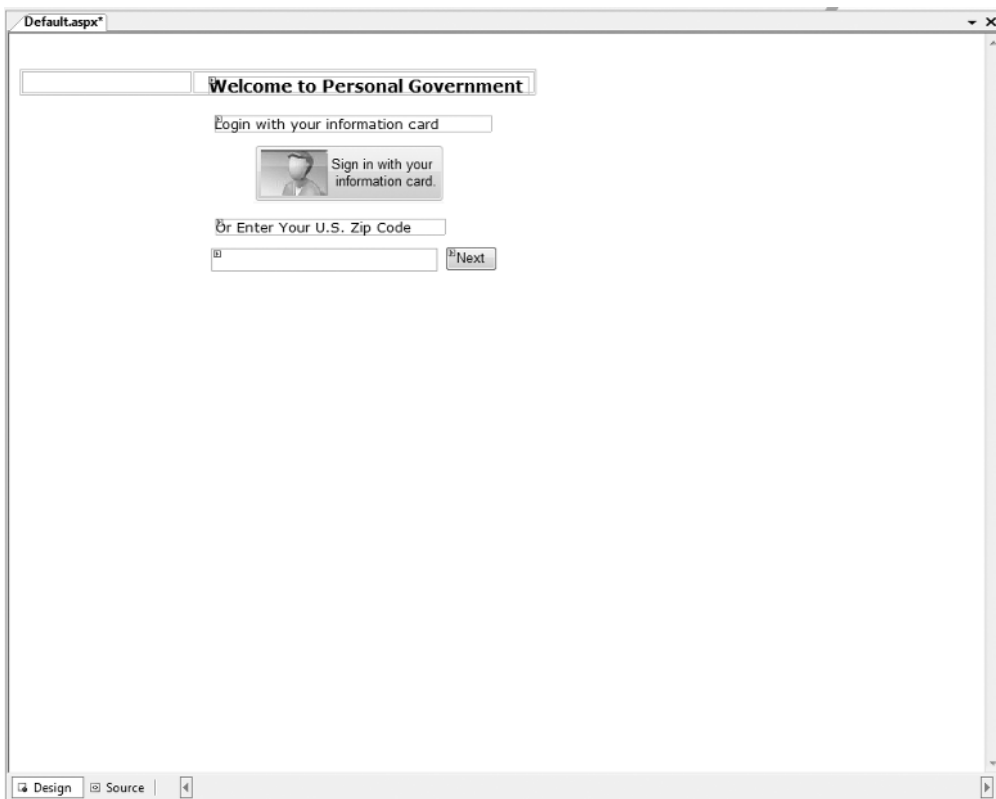 Default.aspx*
Welcome to Personal Government
Login with your information card
Sign in with your
information card.
Or Enter Your U.S. Zip Code
Next
Design
Source